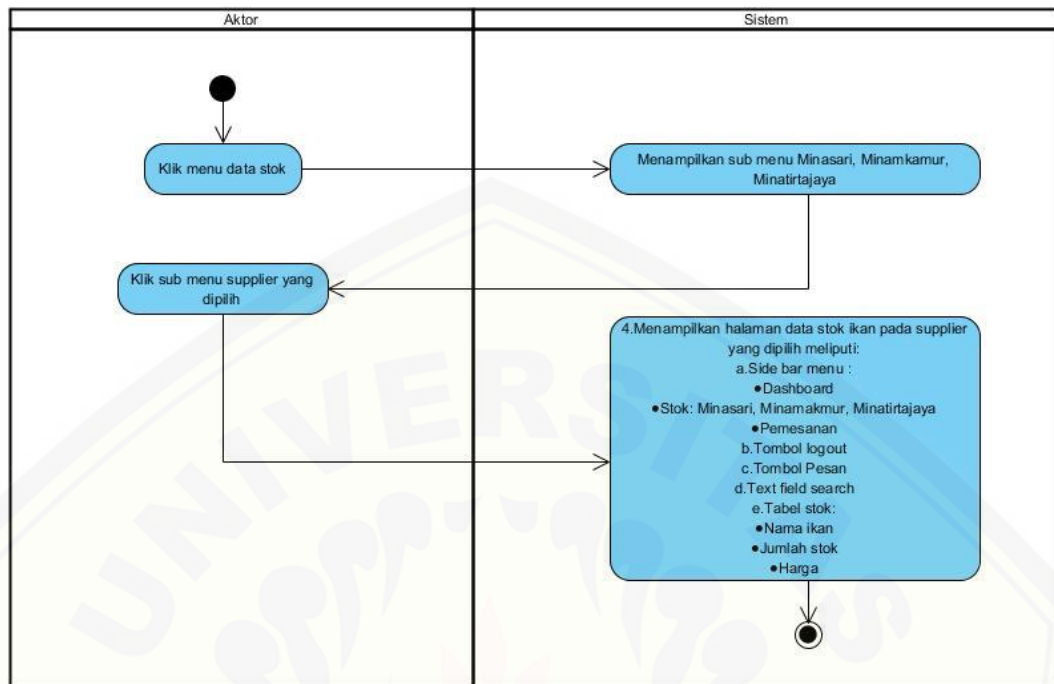 Aktor
Sistem
Klik menu data stok
Menampilkan sub menu Minasari, Minamkamur,
Minatirtajaya
Klik sub menu supplier yang
dipilih
4.Menampilkan halaman data stok ikan pada supplier
yang dipilih meliputi:
a.Side bar menu :
●Dashboard
●Stok: Minasari, Minamakmur, Minatirtajaya
●Pemesanan
b.Tombol logout
c.Tombol Pesan
d.Text field search
e.Tabel stok:
●Nama ikan
●Jumlah stok
●Harga
UNIVERSITAS